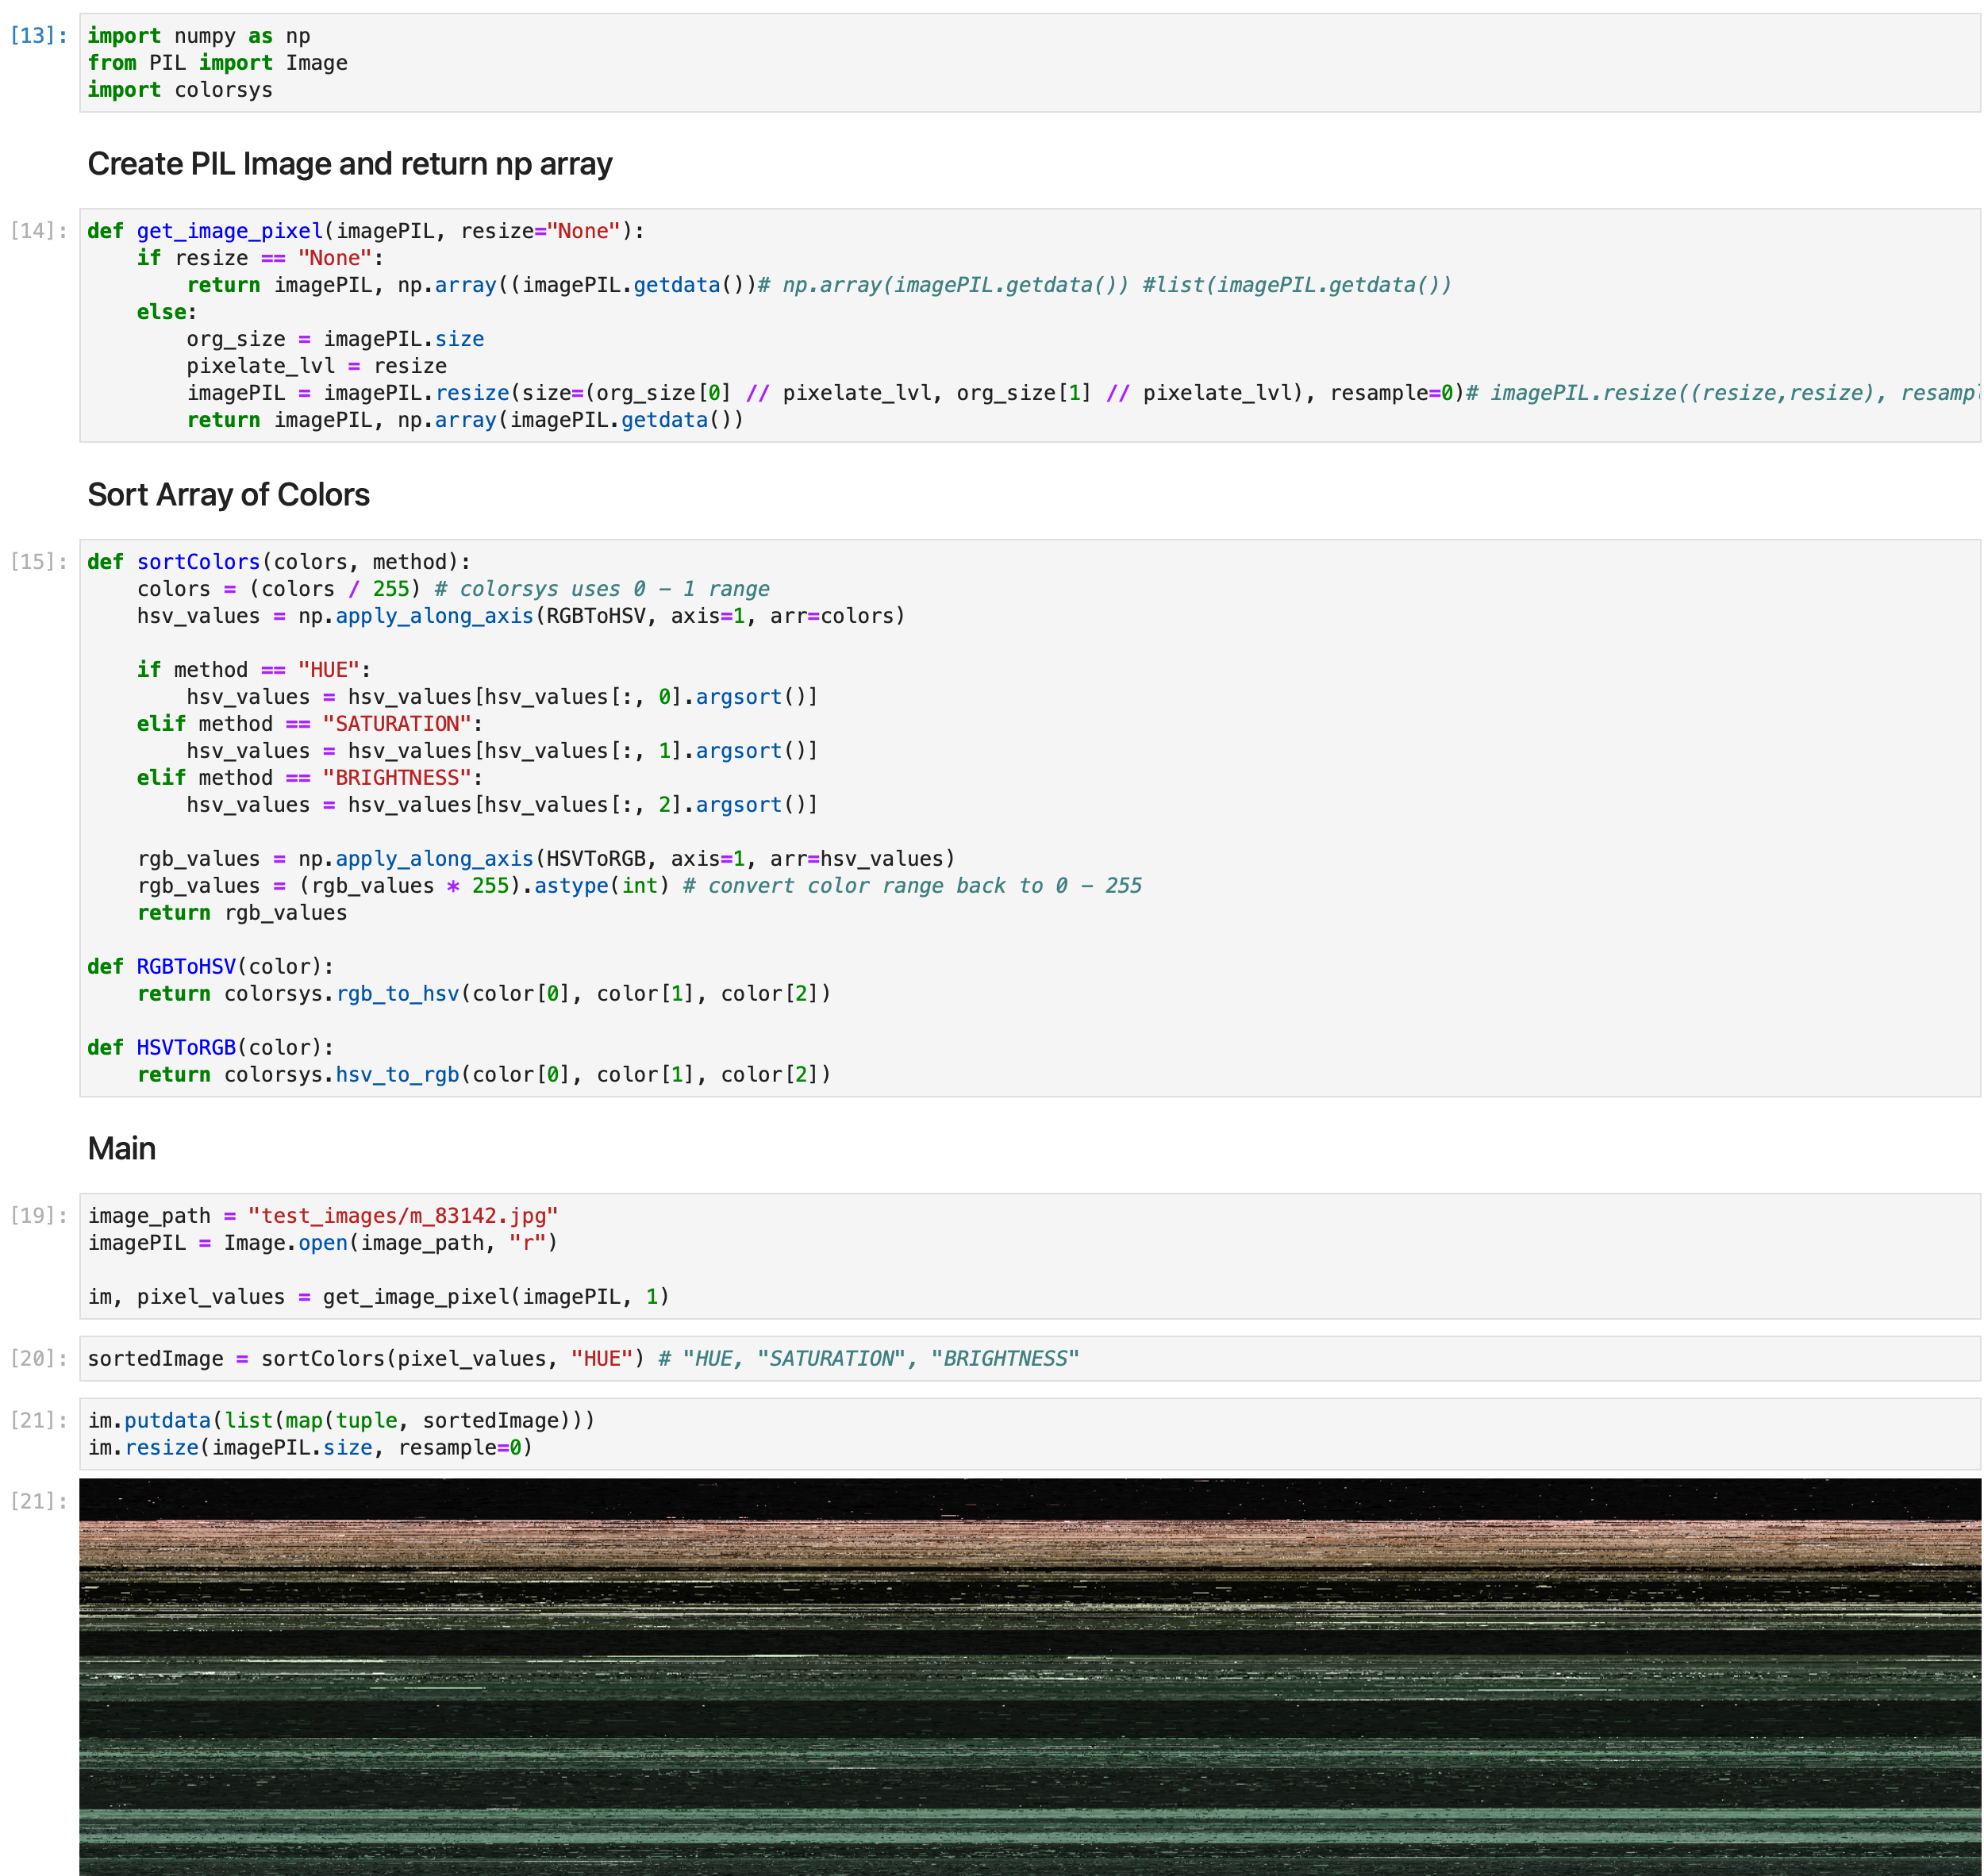 [13]: import numpy as np
from PIL import Image
import colorsys
Create PIL Image and return np array
[14]: def get_image_pixel(imagePIL, resize="None"):
    if resize == "None":
        return imagePIL, np.array((imagePIL.getdata())# np.array(imagePIL.getdata()) #list(imagePIL.getdata())
    else:
        org_size = imagePIL.size
        pixelate_lvl = resize
        imagePIL = imagePIL.resize(size=(org_size[0] // pixelate_lvl, org_size[1] // pixelate_lvl), resample=0)# imagePIL.resize((resize,resize), resampl
        return imagePIL, np.array(imagePIL.getdata())
Sort Array of Colors
[15]: def sortColors(colors, method):
    colors = (colors / 255) # colorsys uses 0 - 1 range
    hsv_values = np.apply_along_axis(RGBToHSV, axis=1, arr=colors)
    if method == "HUE":
        hsv_values = hsv_values[hsv_values[:, 0].argsort()]
    elif method == "SATURATION":
        hsv_values = hsv_values[hsv_values[:, 1].argsort()]
    elif method == "BRIGHTNESS":
        hsv_values = hsv_values[hsv_values[:, 2].argsort()]
    rgb_values = np.apply_along_axis(HSVToRGB, axis=1, arr=hsv_values)
    rgb_values = (rgb_values * 255).astype(int) # convert color range back to 0 - 255
    return rgb_values
def RGBToHSV(color):
    return colorsys.rgb_to_hsv(color[0], color[1], color[2])
def HSVToRGB(color):
    return colorsys.hsv_to_rgb(color[0], color[1], color[2])
Main
[19]: image_path = "test_images/m_83142.jpg"
imagePIL = Image.open(image_path, "r")
im, pixel_values = get_image_pixel(imagePIL, 1)
[20]: sortedImage = sortColors(pixel_values, "HUE") # "HUE, "SATURATION", "BRIGHTNESS"
[21]: im.putdata(list(map(tuple, sortedImage)))
im.resize(imagePIL.size, resample=0)
[21]: